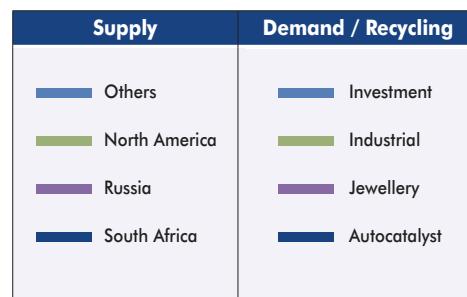 Supply
Demand / Recycling
Others
Investment
North America
Industrial
Russia
Jewellery
South Africa
Autocatalyst